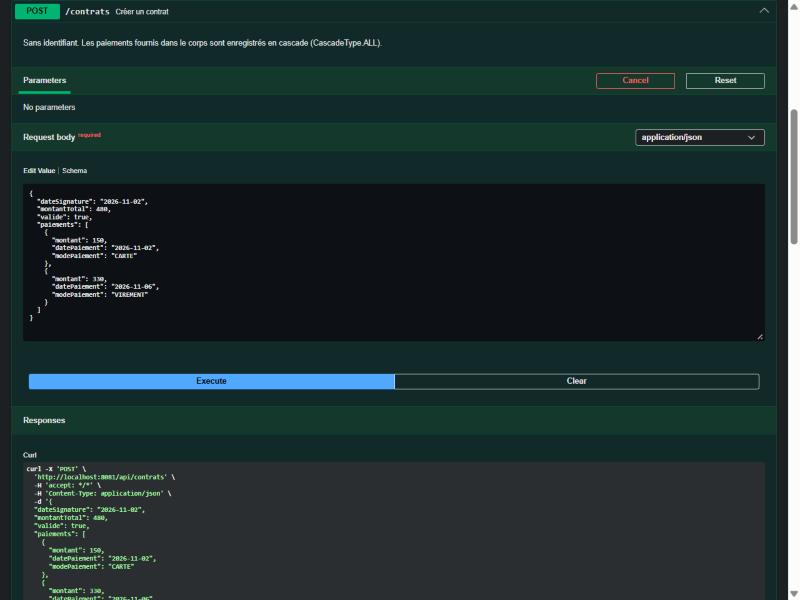 POST /contrats Créer un contrat
Sans identifiant. Les paiements fournis dans le corps sont enregistrés en cascade (CascadeType.ALL).
Parameters Cancel Reset
No parameters
Request body required application/json
Edit Value | Schema
{
  "dateSignature": "2026-11-02",
  "montantTotal": 480,
  "valide": true,
  "paiements": [
    {
      "montant": 150,
      "datePaiement": "2026-11-02",
      "modePaiement": "CARTE"
    },
    {
      "montant": 330,
      "datePaiement": "2026-11-06",
      "modePaiement": "VIREMENT"
    }
  ]
}
Execute Clear
Responses
Curl
curl -X 'POST' \
  'http://localhost:8081/api/contrats' \
  -H 'accept: */*' \
  -H 'Content-Type: application/json' \
  -d '{
  "dateSignature": "2026-11-02",
  "montantTotal": 480,
  "valide": true,
  "paiements": [
    {
      "montant": 150,
      "datePaiement": "2026-11-02",
      "modePaiement": "CARTE"
    },
    {
      "montant": 330,
      "datePaiement": "2026-11-06"